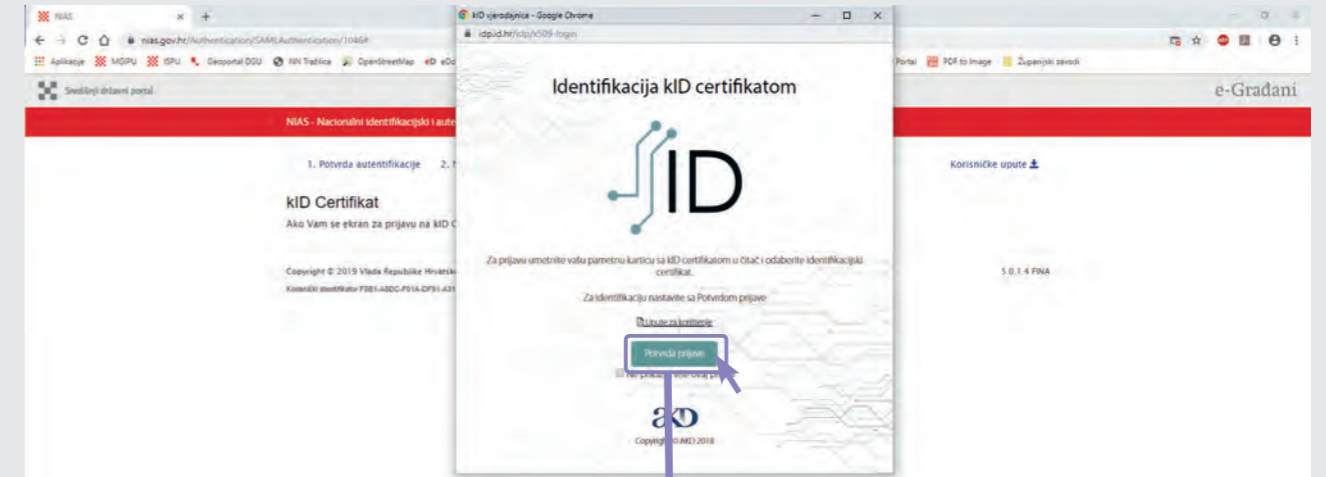 NIAS
nias.gov.hr/Authentication/SAMLAuthentication/1046#
Aplikacije MGIPU ISPU Geoportal DGU NN Tražilica OpenStreetMap
Portal PDF to Image Županijski zavodi
Središnji državni portal
e-Građani
NIAS - Nacionalni identifikacijski i
1. Potvrda autentifikacije 2.
Korisničke upute
kID Certifikat
Ako Vam se ekran za prijavu na kID
Copyright © 2019 Vlada Republike
5.0.1.4 FINA
kID vjerodajnica - Google Chrome
idp.id.hr/idp/x509-login
Identifikacija kID certifikatom
ID
Za prijavu umetnite vašu pametnu karticu sa kID certifikatom u čitač i odaberite identifikacijski
certifikat.
Za identifikaciju nastavite sa Potvrdom prijave
Upute za korištenje
Potvrda prijave
AKD
Copyright © AKD 2018